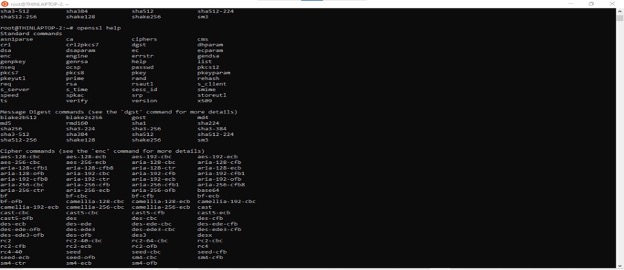 root@THINLAPTOP-2: ~
sha3-512 sha384 sha512 sha512-224
sha512-256 shake128 shake256 sm3
root@THINLAPTOP-2:~# openssl help
Standard commands
asn1parse ca ciphers cms
crl crl2pkcs7 dgst dhparam
dsa dsaparam ec ecparam
enc engine errstr gendsa
genpkey genrsa help list
nseq ocsp passwd pkcs12
pkcs7 pkcs8 pkey pkeyparam
pkeyutl prime rand rehash
req rsa rsautl s_client
s_server s_time sess_id smime
speed spkac srp storeutl
ts verify version x509
Message Digest commands (see the `dgst' command for more details)
blake2b512 blake2s256 gost md4
md5 rmd160 sha1 sha224
sha256 sha3-224 sha3-256 sha3-384
sha3-512 sha384 sha512 sha512-224
sha512-256 shake128 shake256 sm3
Cipher commands (see the `enc' command for more details)
aes-128-cbc aes-128-ecb aes-192-cbc aes-192-ecb
aes-256-cbc aes-256-ecb aria-128-cbc aria-128-cfb
aria-128-cfb1 aria-128-cfb8 aria-128-ctr aria-128-ecb
aria-128-ofb aria-192-cbc aria-192-cfb aria-192-cfb1
aria-192-cfb8 aria-192-ctr aria-192-ecb aria-192-ofb
aria-256-cbc aria-256-cfb aria-256-cfb1 aria-256-cfb8
aria-256-ctr aria-256-ecb aria-256-ofb base64
bf bf-cbc bf-cfb bf-ecb
bf-ofb camellia-128-cbc camellia-128-ecb camellia-192-cbc
camellia-192-ecb camellia-256-cbc camellia-256-ecb cast
cast-cbc cast5-cbc cast5-cfb cast5-ecb
cast5-ofb des des-cbc des-cfb
des-ecb des-ede des-ede-cbc des-ede-cfb
des-ede-ofb des-ede3 des-ede3-cbc des-ede3-cfb
des-ede3-ofb des-ofb des3 desx
rc2 rc2-40-cbc rc2-64-cbc rc2-cbc
rc2-cfb rc2-ecb rc2-ofb rc4
rc4-40 seed seed-cbc seed-cfb
seed-ecb seed-ofb sm4-cbc sm4-cfb
sm4-ctr sm4-ecb sm4-ofb